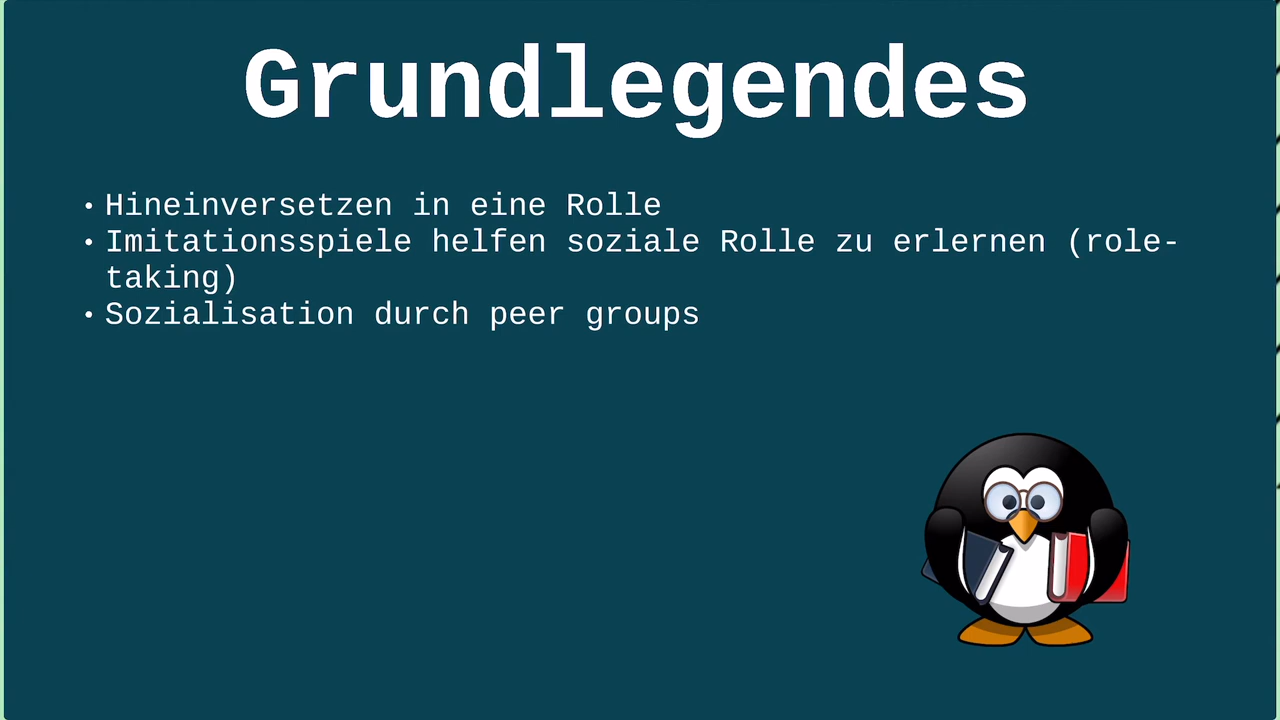 Grundlegendes
• Hineinversetzen in eine Rolle
• Imitationsspiele helfen soziale Rolle zu erlernen (role-
taking)
• Sozialisation durch peer groups